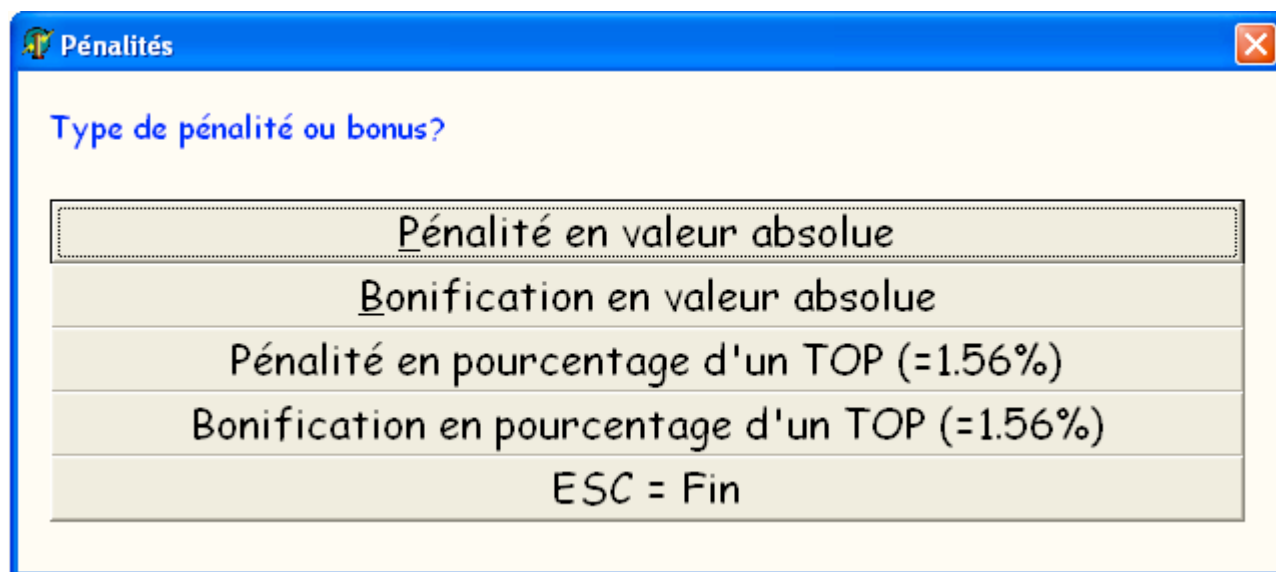 Pénalités
Type de pénalité ou bonus?
Pénalité en valeur absolue
Bonification en valeur absolue
Pénalité en pourcentage d'un TOP (=1.56%)
Bonification en pourcentage d'un TOP (=1.56%)
ESC = Fin